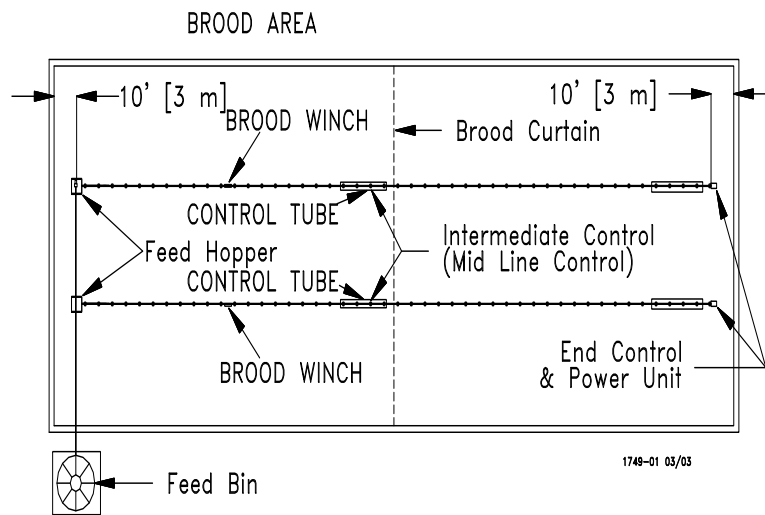 BROOD AREA
10' [3 m]
10' [3 m]
BROOD WINCH
Brood Curtain
CONTROL TUBE
Feed Hopper
Intermediate Control
(Mid Line Control)
CONTROL TUBE
BROOD WINCH
End Control
& Power Unit
1749-01 03/03
Feed Bin